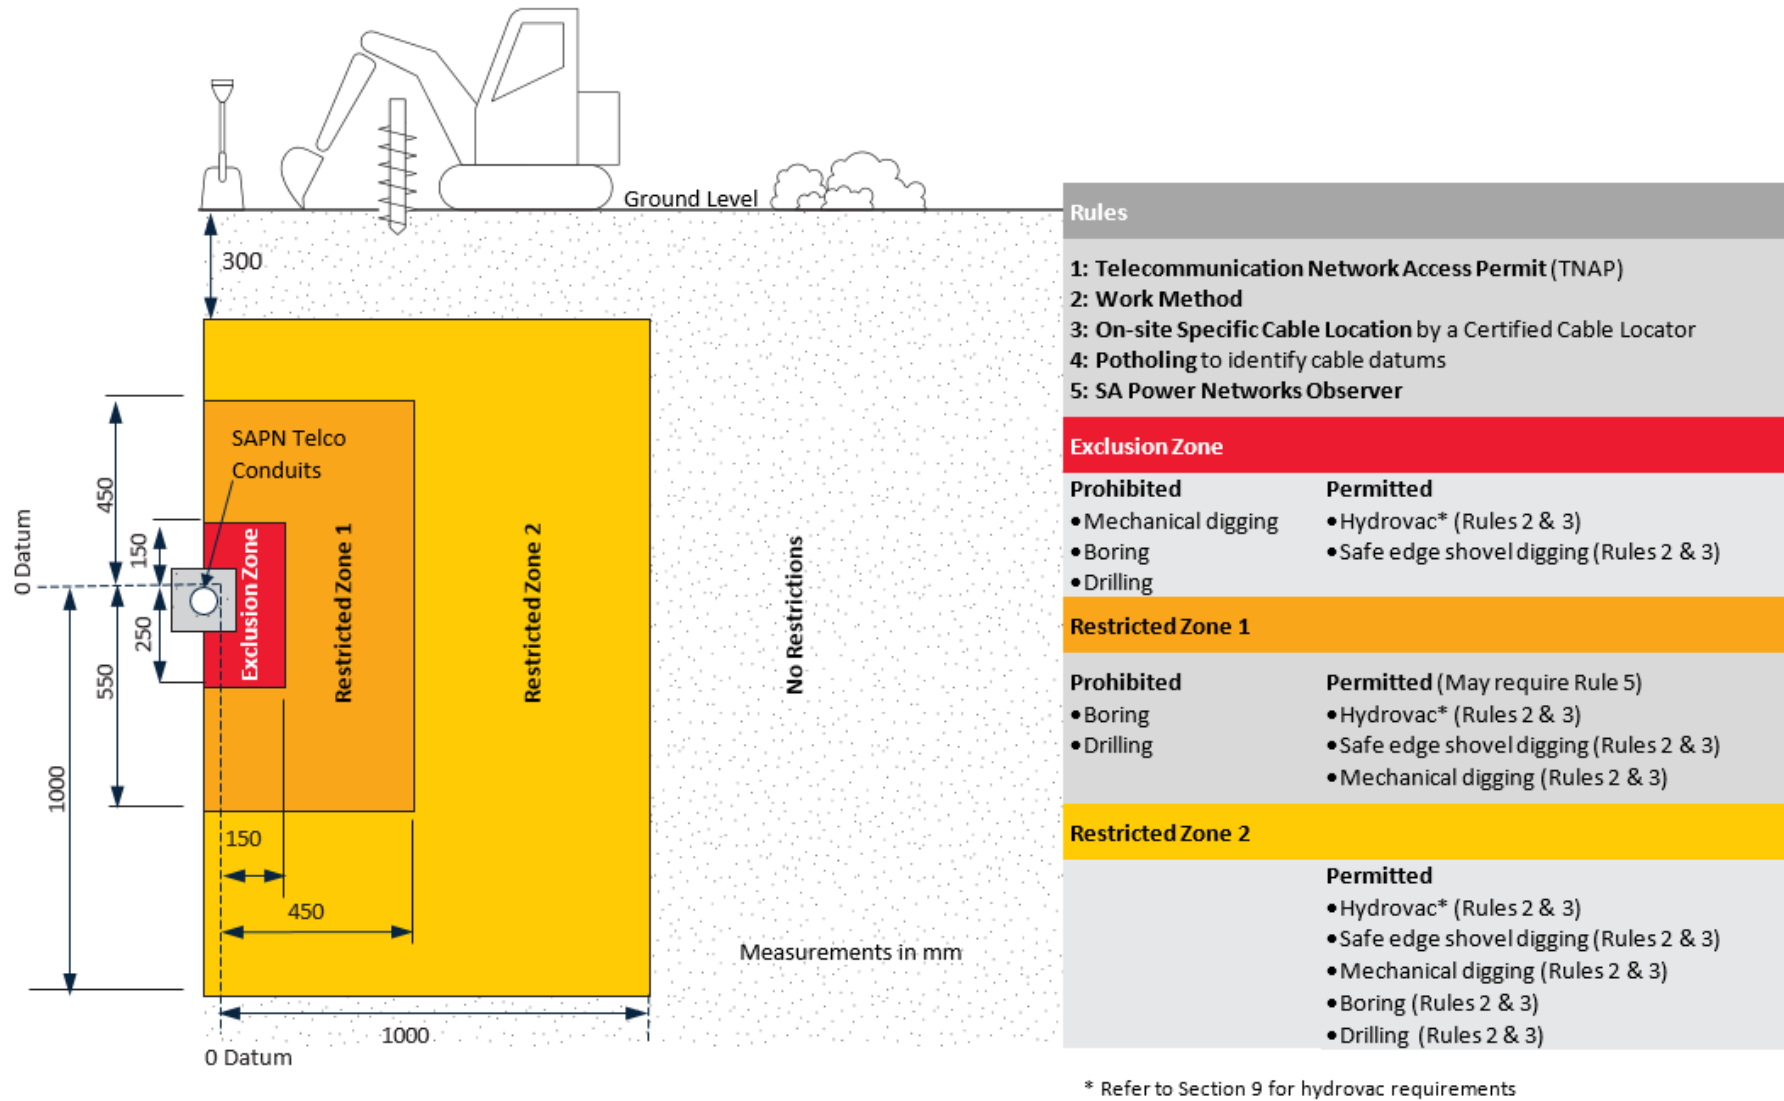 Ground Level
300
SAPN Telco
Conduits
450
150
0 Datum
250
550
1000
Exclusion Zone
Restricted Zone 1
Restricted Zone 2
No Restrictions
150
450
Measurements in mm
1000
0 Datum
Rules
1: Telecommunication Network Access Permit (TNAP)
2: Work Method
3: On-site Specific Cable Location by a Certified Cable Locator
4: Potholing to identify cable datums
5: SA Power Networks Observer
Exclusion Zone
Prohibited
• Mechanical digging
• Boring
• Drilling
Permitted
• Hydrovac* (Rules 2 & 3)
• Safe edge shovel digging (Rules 2 & 3)
Restricted Zone 1
Prohibited
• Boring
• Drilling
Permitted (May require Rule 5)
• Hydrovac* (Rules 2 & 3)
• Safe edge shovel digging (Rules 2 & 3)
• Mechanical digging (Rules 2 & 3)
Restricted Zone 2
Permitted
• Hydrovac* (Rules 2 & 3)
• Safe edge shovel digging (Rules 2 & 3)
• Mechanical digging (Rules 2 & 3)
• Boring (Rules 2 & 3)
• Drilling (Rules 2 & 3)
* Refer to Section 9 for hydrovac requirements